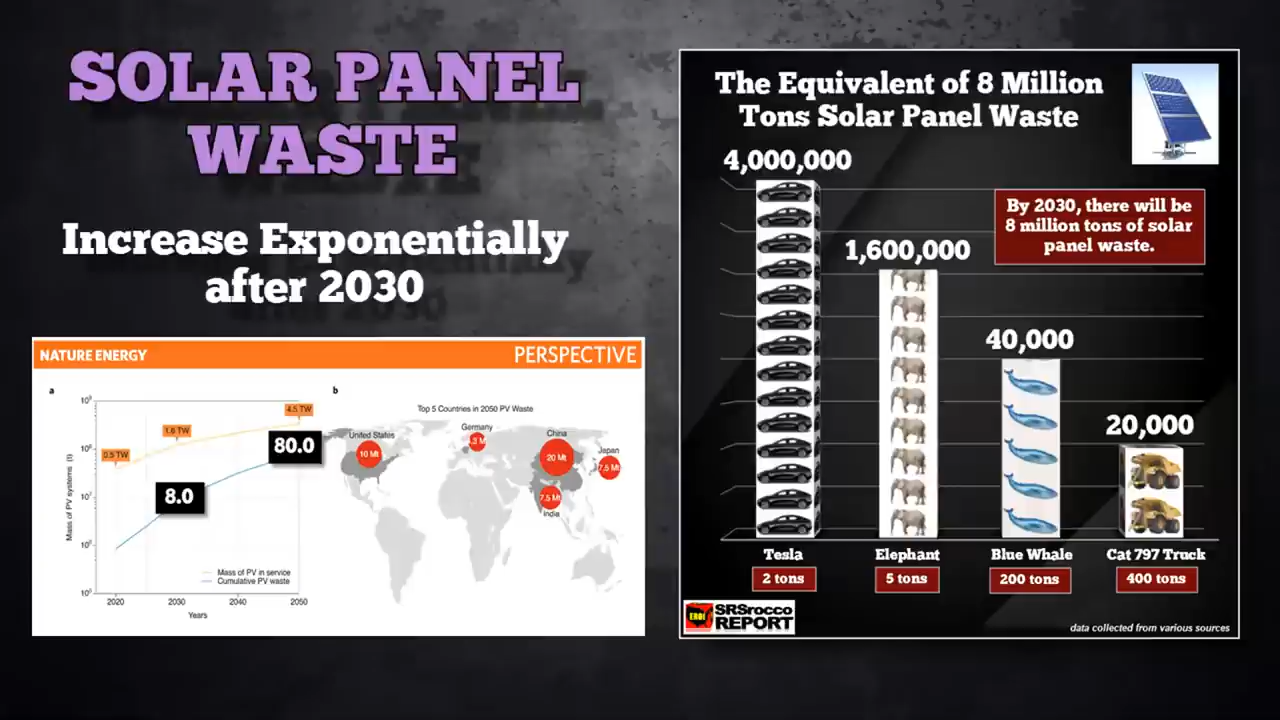 SOLAR PANEL
WASTE
Increase Exponentially
after 2030
NATURE ENERGY
PERSPECTIVE
a
b
Top 5 Countries in 2050 PV Waste
4.5 TW
1.6 TW
0.5 TW
80.0
8.0
Mass of PV systems (t)
Mass of PV in service
Cumulative PV waste
2020
2030
2040
2050
Years
United States
10 Mt
Germany
China
20 Mt
Japan
7.5 Mt
7.5 Mt
India
The Equivalent of 8 Million
Tons Solar Panel Waste
4,000,000
By 2030, there will be
8 million tons of solar
panel waste.
1,600,000
40,000
20,000
Tesla
Elephant
Blue Whale
Cat 797 Truck
2 tons
5 tons
200 tons
400 tons
EROI
SRSrocco
REPORT
data collected from various sources